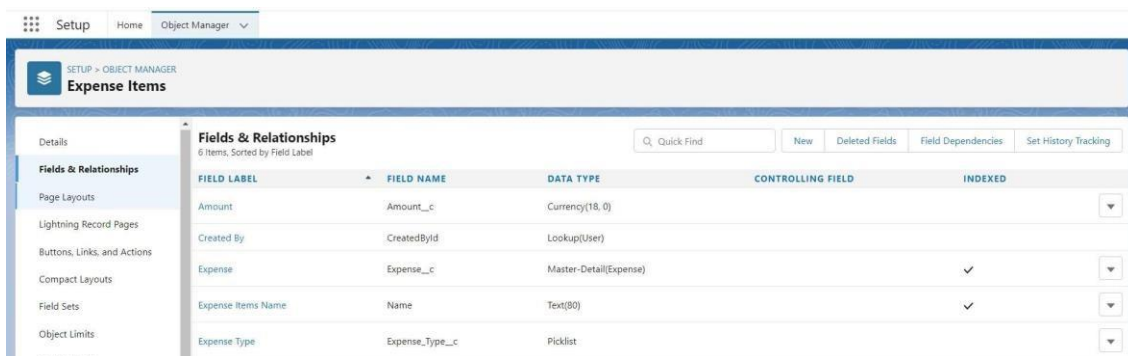 Setup Home Object Manager
SETUP > OBJECT MANAGER
Expense Items
Details
Fields & Relationships
Page Layouts
Lightning Record Pages
Buttons, Links, and Actions
Compact Layouts
Field Sets
Object Limits
Fields & Relationships
6 Items, Sorted by Field Label
Quick Find New Deleted Fields Field Dependencies Set History Tracking
FIELD LABEL FIELD NAME DATA TYPE CONTROLLING FIELD INDEXED
Amount Amount__c Currency(18, 0)
Created By CreatedById Lookup(User)
Expense Expense__c Master-Detail(Expense)
Expense Items Name Name Text(80)
Expense Type Expense_Type__c Picklist